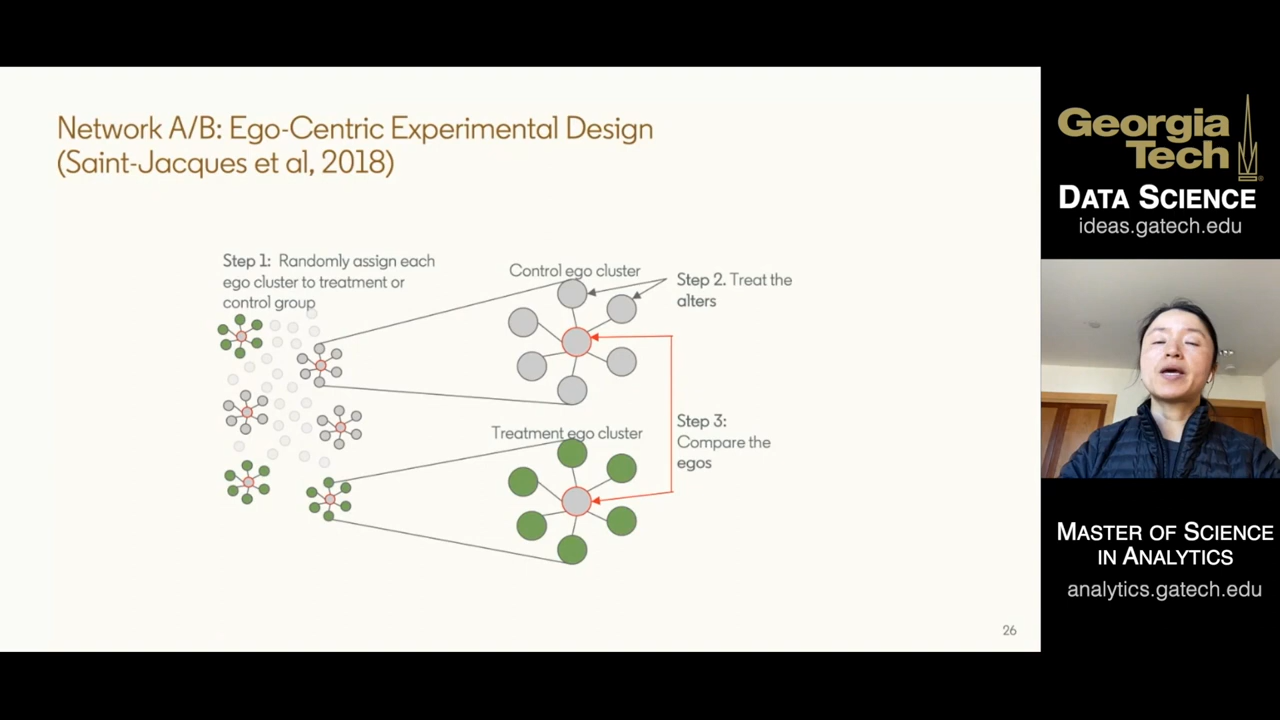 Network A/B: Ego-Centric Experimental Design
(Saint-Jacques et al, 2018)
Step 1: Randomly assign each
ego cluster to treatment or
control group
Control ego cluster
Step 2. Treat the
alters
Treatment ego cluster
Step 3:
Compare the
egos
26
Georgia
Tech
DATA SCIENCE
ideas.gatech.edu
MASTER OF SCIENCE
IN ANALYTICS
analytics.gatech.edu